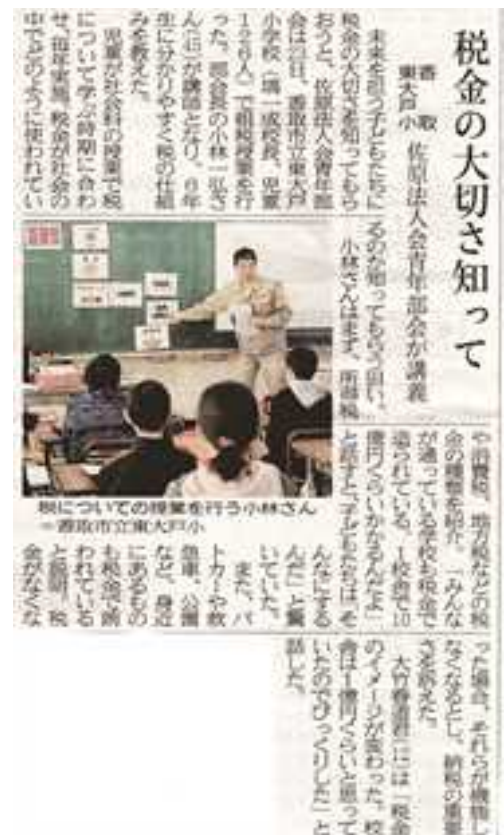 税金の大切さ知って
香取
東大戸小
佐原法人会青年部会が講義
未来を担う子どもたちに
税金の大切さを知ってもら
おうと、佐原法人会青年部
会は
日、香取市立東大戸
小学校(
校長、児童
126人)で租税授業を行
った。部会長の小林一弘さ
ん(45)が講師となり、6年
生に分かりやすく税の仕組
みを教えた。
児童が社会科の授業で税
について学ぶ時期に合わ
せ、毎年実施。税金が社会の
中でどのように使われてい
るのか知ってもらう狙い。
小林さんはまず、所得税
や消費税、地方税などの税
金の種類を紹介。「みんな
が通っている学校も税金で
造られている。1校舎で10
億円くらいかかるんだよ」
と話すと、子どもたちは「そ
んなにする
んだ」と驚
いていた。
また、パ
トカーや救
急車、公園
など、身近
にあるもの
も税金で賄
われている
と説明。税
金がなくな
った場合、それらが機能し
なくなるとし、納税の重要
さを訴えた。
大竹
君(12)は「税金
のイメージが変わった。校
舎は1億円くらいと思って
いたのでびっくりした」と
話した。
税についての授業を行う小林さん
=香取市立東大戸小